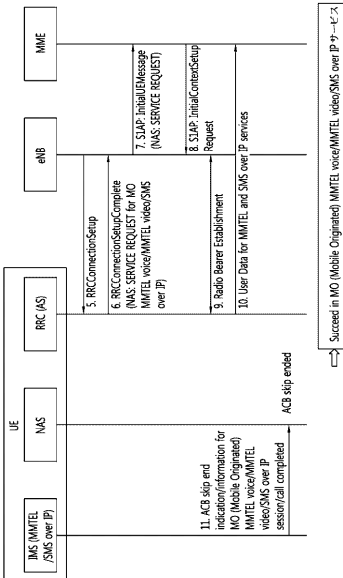 UE
IMS (MMTEL
/SMS over IP)
NAS
RRC (AS)
eNB
MME
5. RRCConnectionSetup
6. RRCConnectionSetupComplete
(NAS: SERVICE REQUEST for MO
MMTEL voice/MMTEL video/SMS
over IP)
7. S1AP: InitialUEMessage
(NAS: SERVICE REQUEST)
8. S1AP: InitialContextSetup
Request
9. Radio Bearer Establishment
10. User Data for MMTEL and SMS over IP services
11. ACB skip end
indication/information for
MO (Mobile Originated)
MMTEL voice/MMTEL
video/SMS over IP
session/call completed
ACB skip ended
⇨ Succeed in MO (Mobile Originated) MMTEL voice/MMTEL video/SMS over IP サービス